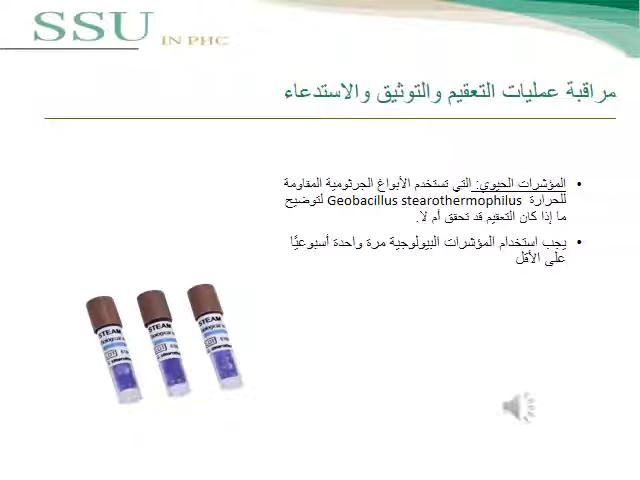 SSU IN PHC
مراقبة عمليات التعقيم والتوثيق والاستدعاء
• المؤشرات الحيوي: التي تستخدم الأبواغ الجرثومية المقاومة
للحرارة Geobacillus stearothermophilus لتوضيح
ما إذا كان التعقيم قد تحقق أم لا.
• يجب استخدام المؤشرات البيولوجية مرة واحدة أسبوعيًا
على الأقل
STEAM
STEAM
STEAM